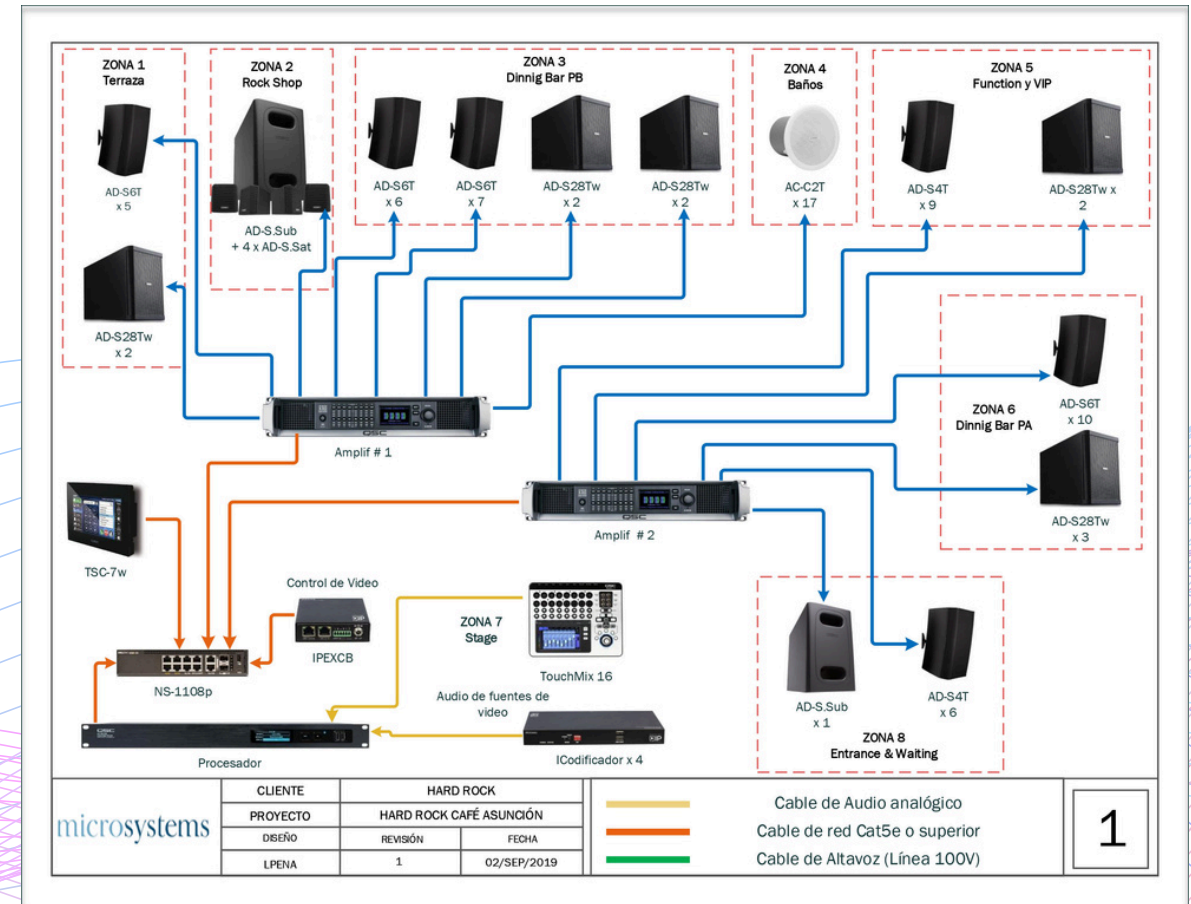 ZONA 1
Terraza
AD-S6T
x 5
AD-S28Tw
x 2
ZONA 2
Rock Shop
AD-S.Sub
+ 4 x AD-S.Sat
ZONA 3
Dinnig Bar PB
AD-S6T
x 6
AD-S6T
x 7
AD-S28Tw
x 2
AD-S28Tw
x 2
ZONA 4
Baños
AC-C2T
x 17
ZONA 5
Function y VIP
AD-S4T
x 9
AD-S28Tw x
2
ZONA 6
Dinnig Bar PA
AD-S6T
x 10
AD-S28Tw
x 3
QSC
Amplif # 1
QSC
Amplif # 2
TSC-7w
Control de Video
IPEXCB
NS-1108p
ZONA 7
Stage
TouchMix 16
Audio de fuentes de
video
ICodificador x 4
QSC
Procesador
AD-S.Sub
x 1
AD-S4T
x 6
ZONA 8
Entrance & Waiting
microsystems
CLIENTE
HARD ROCK
PROYECTO
HARD ROCK CAFÉ ASUNCIÓN
DISEÑO
REVISIÓN
FECHA
LPENA
1
02/SEP/2019
Cable de Audio analógico
Cable de red Cat5e o superior
Cable de Altavoz (Línea 100V)
1